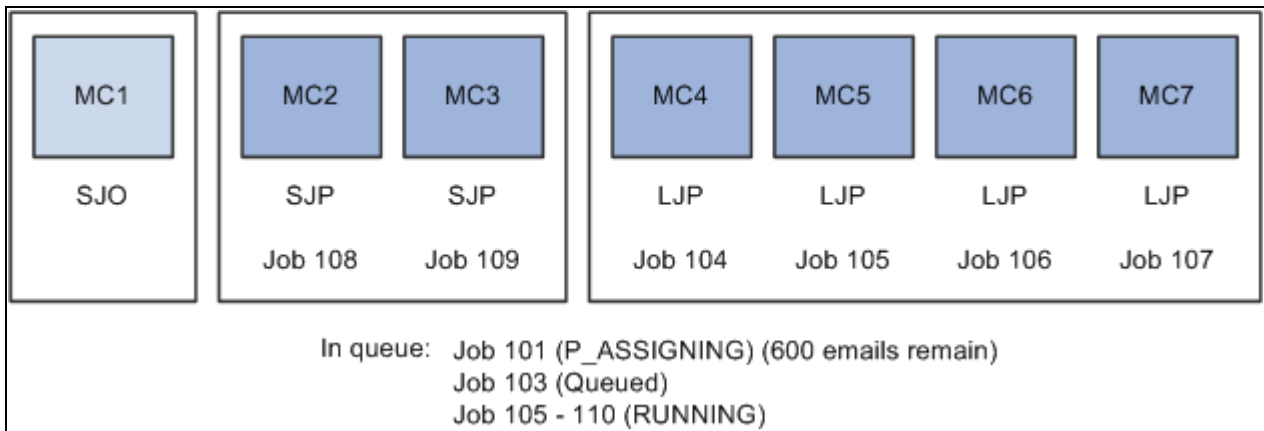 MC1 MC2 MC3 MC4 MC5 MC6 MC7
SJO SJP SJP LJP LJP LJP LJP
Job 108 Job 109 Job 104 Job 105 Job 106 Job 107
In queue: Job 101 (P_ASSIGNING) (600 emails remain)
Job 103 (Queued)
Job 105 - 110 (RUNNING)